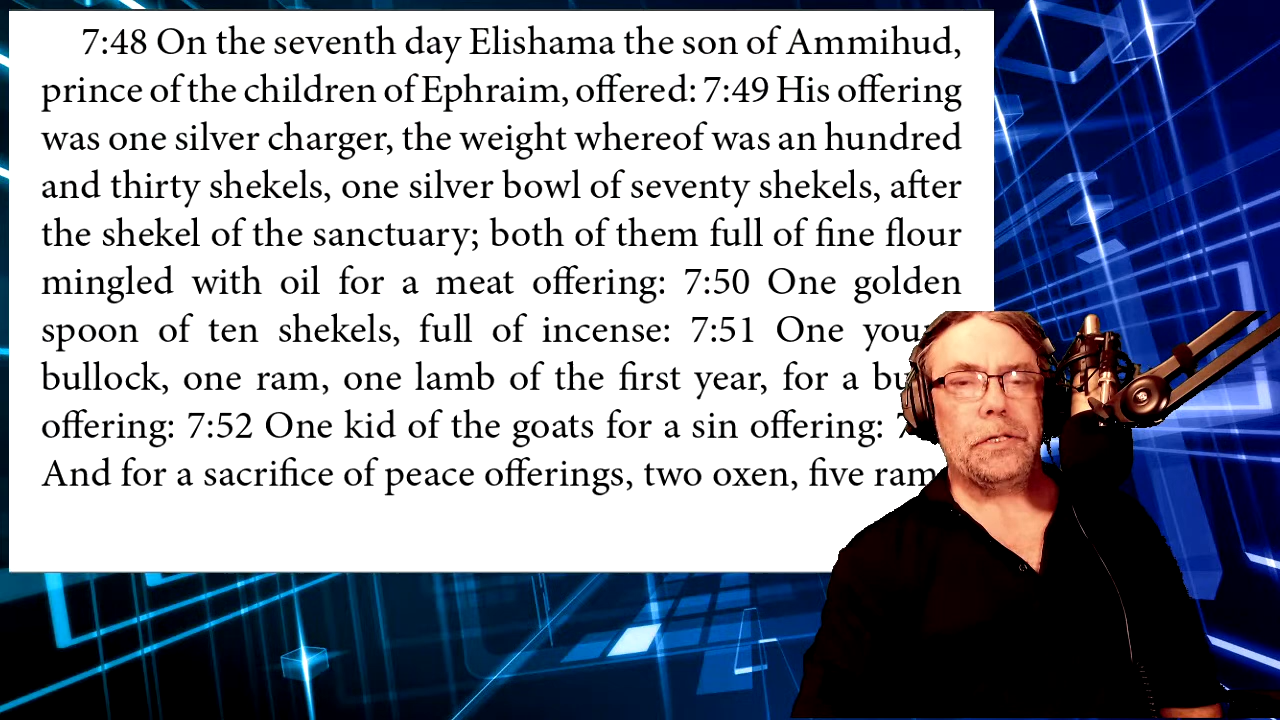 7:48 On the seventh day Elishama the son of Ammihud,
prince of the children of Ephraim, offered: 7:49 His offering
was one silver charger, the weight whereof was an hundred
and thirty shekels, one silver bowl of seventy shekels, after
the shekel of the sanctuary; both of them full of fine flour
mingled with oil for a meat offering: 7:50 One golden
spoon of ten shekels, full of incense: 7:51 One
bullock, one ram, one lamb of the first year, for a
offering: 7:52 One kid of the goats for a sin offering:
And for a sacrifice of peace offerings, two oxen, five